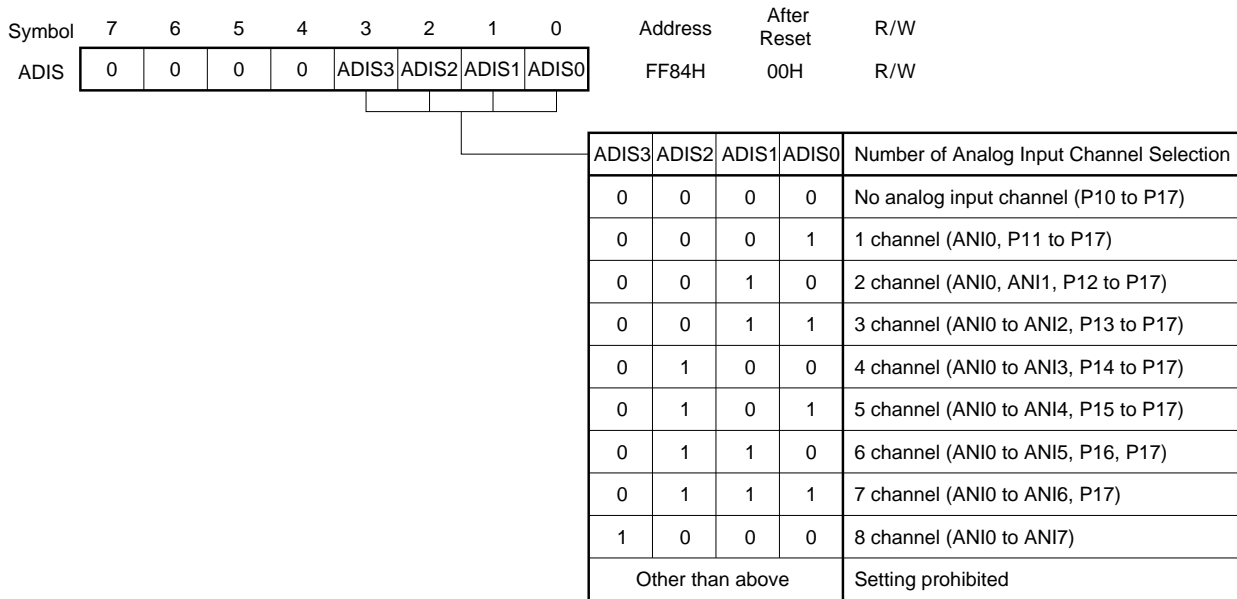 Symbol 7 6 5 4 3 2 1 0 Address After Reset R/W
ADIS 0 0 0 0 ADIS3 ADIS2 ADIS1 ADIS0 FF84H 00H R/W
ADIS3 ADIS2 ADIS1 ADIS0 Number of Analog Input Channel Selection
0 0 0 0 No analog input channel (P10 to P17)
0 0 0 1 1 channel (ANI0, P11 to P17)
0 0 1 0 2 channel (ANI0, ANI1, P12 to P17)
0 0 1 1 3 channel (ANI0 to ANI2, P13 to P17)
0 1 0 0 4 channel (ANI0 to ANI3, P14 to P17)
0 1 0 1 5 channel (ANI0 to ANI4, P15 to P17)
0 1 1 0 6 channel (ANI0 to ANI5, P16, P17)
0 1 1 1 7 channel (ANI0 to ANI6, P17)
1 0 0 0 8 channel (ANI0 to ANI7)
Other than above Setting prohibited